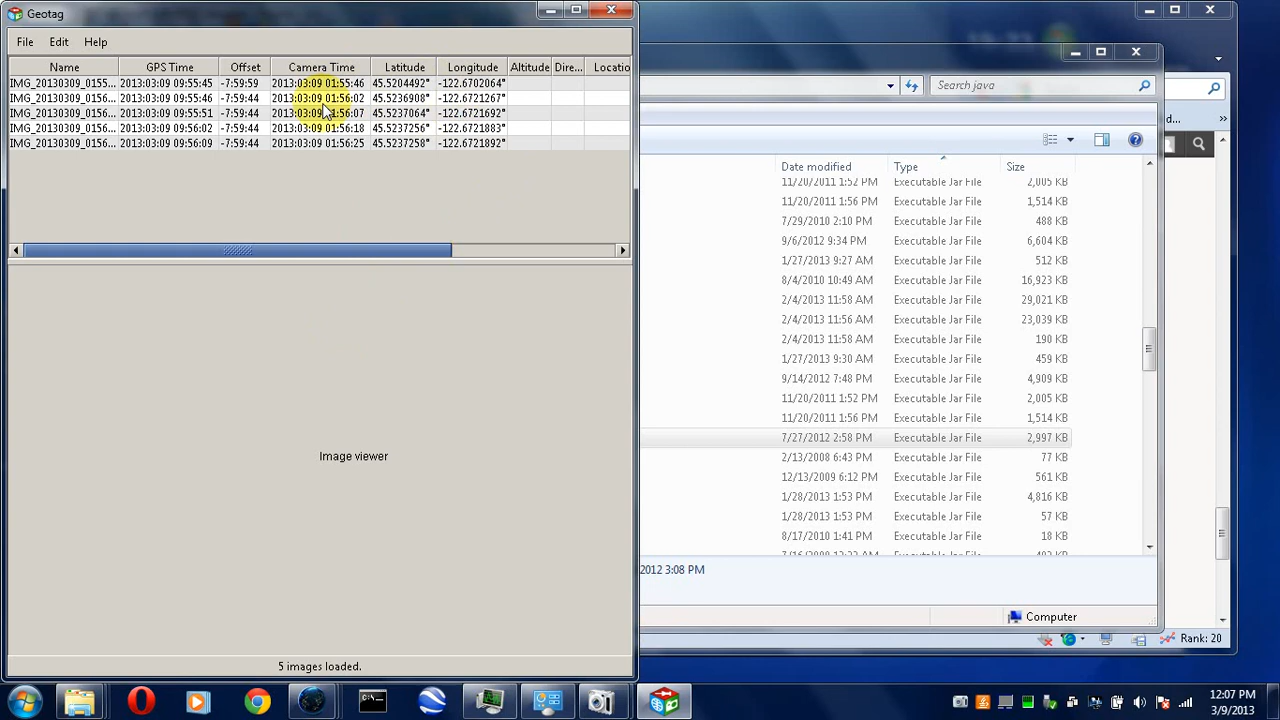 Geotag
File Edit Help
Name GPS Time Offset Camera Time Latitude Longitude Altitude Dire... Locatio
IMG_20130309_0155... 2013:03:09 09:55:45 -7:59:59 2013:03:09 01:55:46 45.5204492° -122.6702064°
IMG_20130309_0155... 2013:03:09 09:55:46 -7:59:44 2013:03:09 01:56:02 45.5236908° -122.6721267°
IMG_20130309_0155... 2013:03:09 09:55:51 -7:59:44 2013:03:09 01:56:07 45.5237064° -122.6721692°
IMG_20130309_0156... 2013:03:09 09:56:02 -7:59:44 2013:03:09 01:56:18 45.5237256° -122.6721883°
IMG_20130309_0156... 2013:03:09 09:56:09 -7:59:44 2013:03:09 01:56:25 45.5237258° -122.6721892°
Image viewer
5 images loaded.
Search java
d... »
Date modified Type Size
11/20/2011 1:52 PM Executable Jar File 2,005 KB
11/20/2011 1:56 PM Executable Jar File 1,514 KB
7/29/2010 2:10 PM Executable Jar File 488 KB
9/6/2012 9:34 PM Executable Jar File 6,604 KB
1/27/2013 9:27 AM Executable Jar File 512 KB
8/4/2010 10:49 AM Executable Jar File 16,923 KB
2/4/2013 11:58 AM Executable Jar File 29,021 KB
2/4/2013 11:56 AM Executable Jar File 23,039 KB
2/4/2013 11:58 AM Executable Jar File 190 KB
1/27/2013 9:30 AM Executable Jar File 459 KB
9/14/2012 7:48 PM Executable Jar File 4,909 KB
11/20/2011 1:52 PM Executable Jar File 2,005 KB
11/20/2011 1:56 PM Executable Jar File 1,514 KB
7/27/2012 2:58 PM Executable Jar File 2,997 KB
2/13/2008 6:43 PM Executable Jar File 77 KB
12/13/2009 6:12 PM Executable Jar File 561 KB
1/28/2013 1:53 PM Executable Jar File 4,816 KB
1/28/2013 1:53 PM Executable Jar File 57 KB
8/17/2010 1:41 PM Executable Jar File 18 KB
Executable Jar File
2012 3:08 PM
Computer
Rank: 20
12:07 PM
3/9/2013